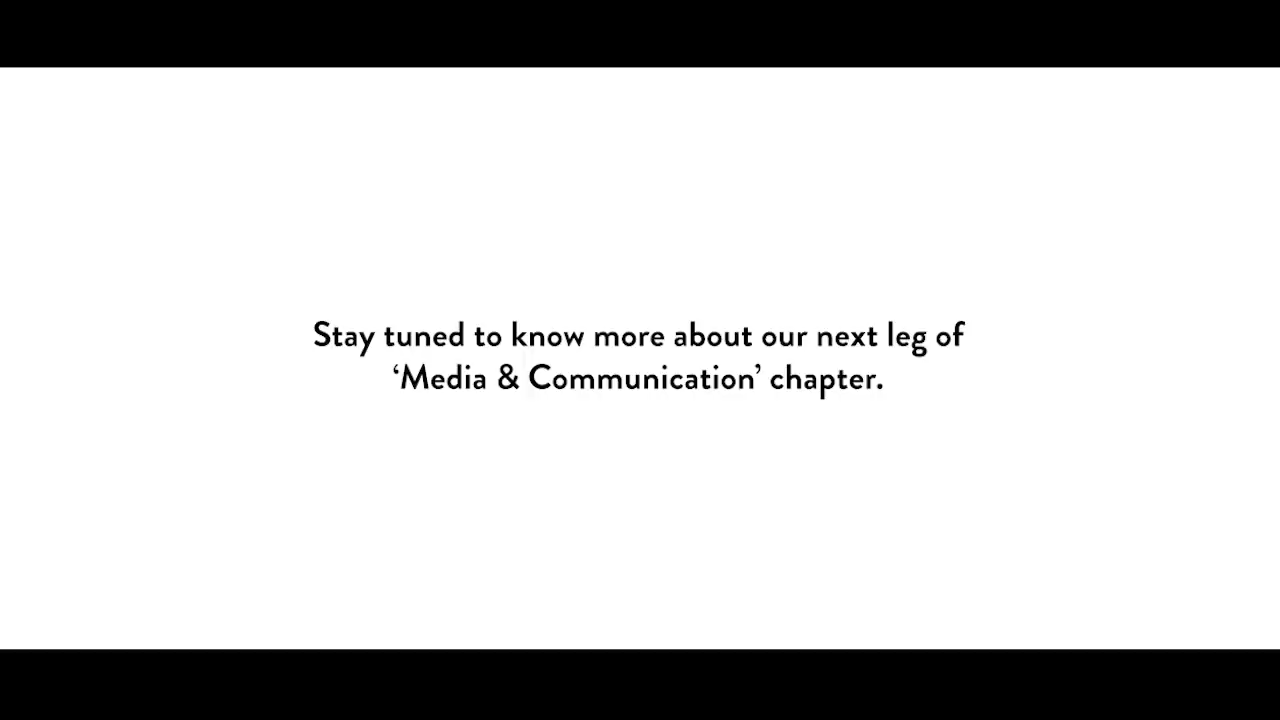 Stay tuned to know more about our next leg of
‘Media & Communication’ chapter.